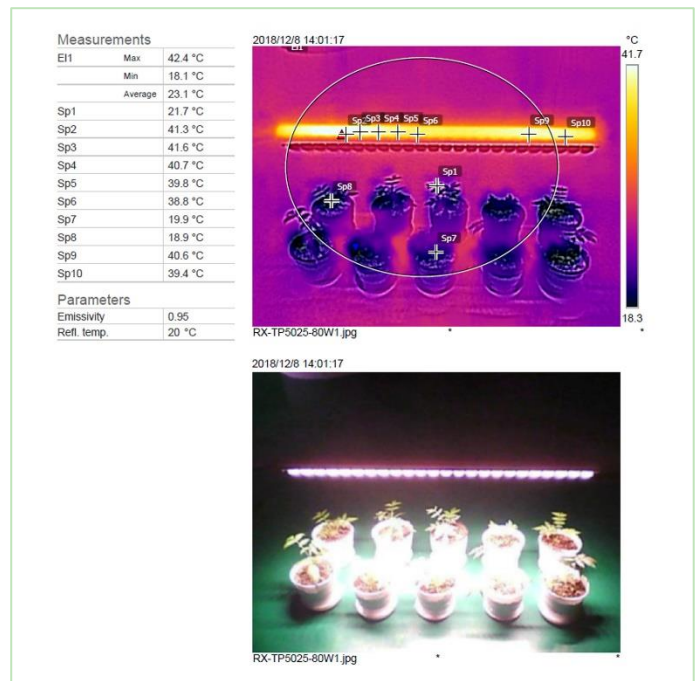 Measurements
El1 Max 42.4 °C
Min 18.1 °C
Average 23.1 °C
Sp1 21.7 °C
Sp2 41.3 °C
Sp3 41.6 °C
Sp4 40.7 °C
Sp5 39.8 °C
Sp6 38.8 °C
Sp7 19.9 °C
Sp8 18.9 °C
Sp9 40.6 °C
Sp10 39.4 °C
Parameters
Emissivity 0.95
Refl. temp. 20 °C
2018/12/8 14:01:17 °C
41.7
El1
Sp2 Sp3 Sp4 Sp5 Sp6 Sp9 Sp10
Sp1
Sp8
Sp7
18.3
RX-TP5025-80W1.jpg * *
2018/12/8 14:01:17
RX-TP5025-80W1.jpg * *